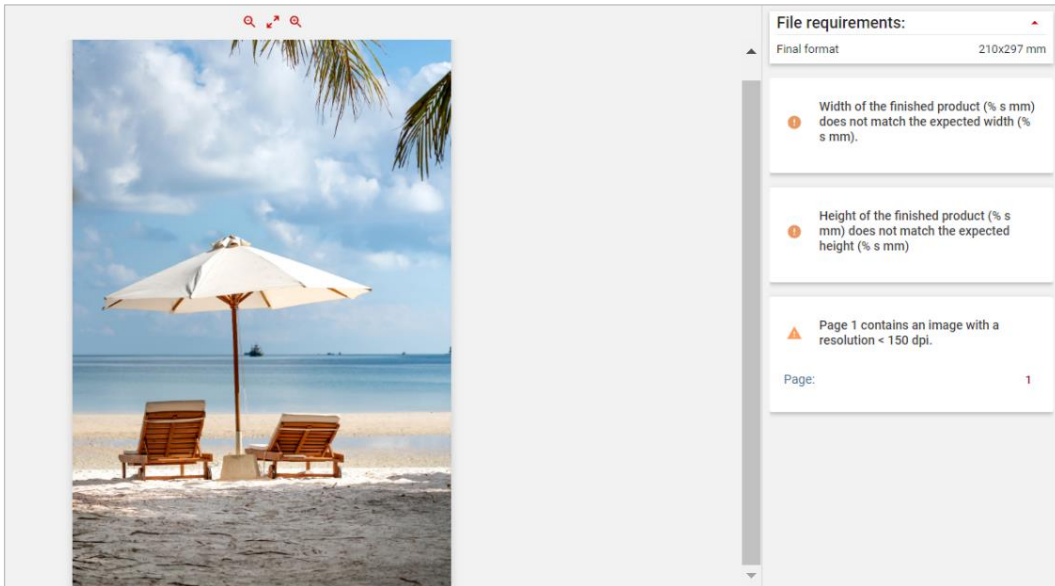 File requirements:
Final format 210x297 mm
Width of the finished product (% s mm)
does not match the expected width (%
s mm).
Height of the finished product (% s
mm) does not match the expected
height (% s mm)
Page 1 contains an image with a
resolution < 150 dpi.
Page: 1